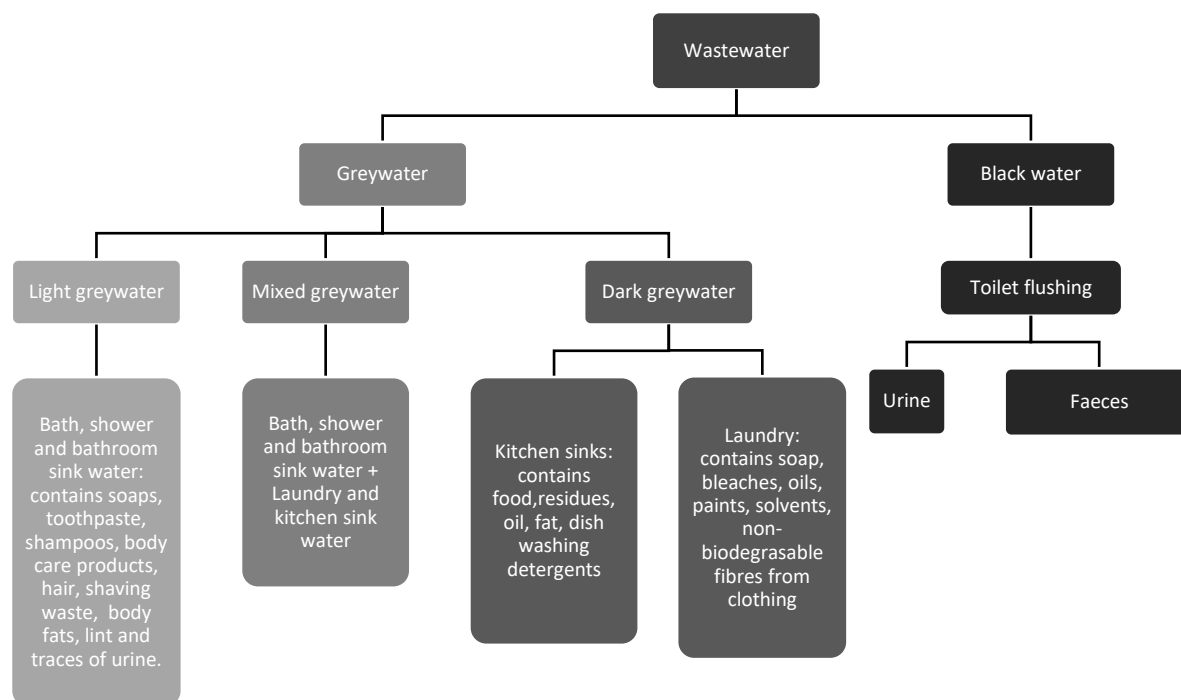 Wastewater
Greywater
Black water
Light greywater
Mixed greywater
Dark greywater
Toilet flushing
Bath, shower
and bathroom
sink water:
contains soaps,
toothpaste,
shampoos, body
care products,
hair, shaving
waste,  body
fats, lint and
traces of urine.
Bath, shower
and bathroom
sink water +
Laundry and
kitchen sink
water
Kitchen sinks:
contains
food,residues,
oil, fat, dish
washing
detergents
Laundry:
contains soap,
bleaches, oils,
paints, solvents,
non-
biodegrasable
fibres from
clothing
Urine
Faeces